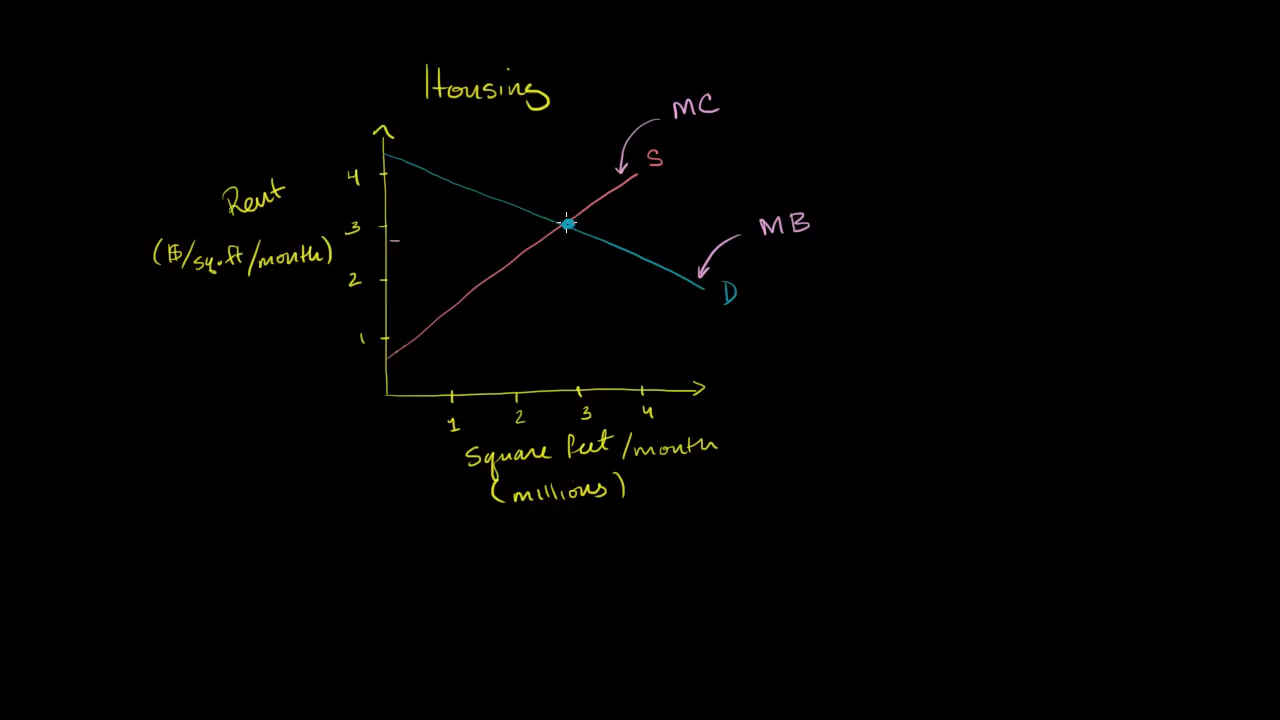 Housing
MC
S
4
Rent
3
MB
($/sq.ft/month)
2
D
1
1 2 3 4
Square feet/month
(millions)